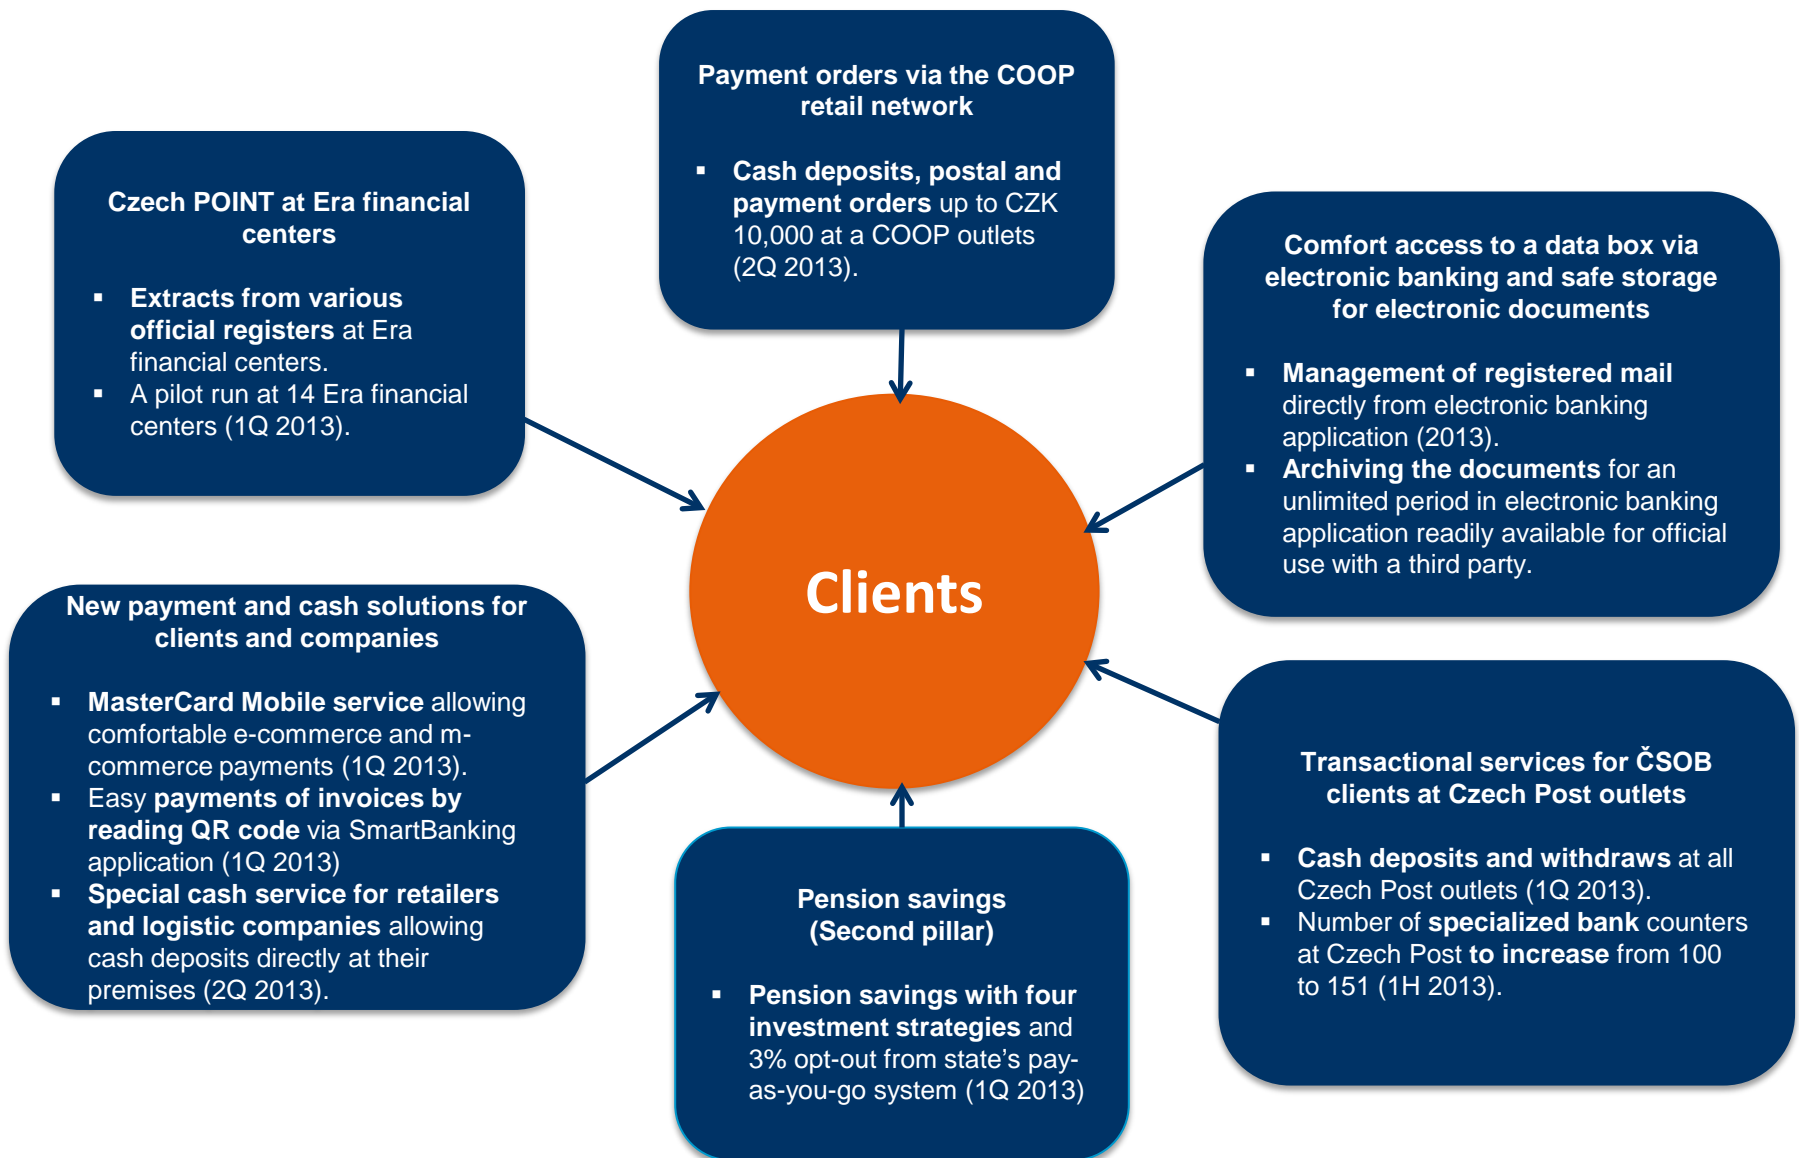 Payment orders via the COOP
retail network
▪ Cash deposits, postal and
payment orders up to CZK
10,000 at a COOP outlets
(2Q 2013).
Czech POINT at Era financial
centers
▪ Extracts from various
official registers at Era
financial centers.
▪ A pilot run at 14 Era financial
centers (1Q 2013).
Comfort access to a data box via
electronic banking and safe storage
for electronic documents
▪ Management of registered mail
directly from electronic banking
application (2013).
▪ Archiving the documents for an
unlimited period in electronic banking
application readily available for official
use with a third party.
Clients
New payment and cash solutions for
clients and companies
▪ MasterCard Mobile service allowing
comfortable e-commerce and m-
commerce payments (1Q 2013).
▪ Easy payments of invoices by
reading QR code via SmartBanking
application (1Q 2013)
▪ Special cash service for retailers
and logistic companies allowing
cash deposits directly at their
premises (2Q 2013).
Transactional services for ČSOB
clients at Czech Post outlets
▪ Cash deposits and withdraws at all
Czech Post outlets (1Q 2013).
▪ Number of specialized bank counters
at Czech Post to increase from 100
to 151 (1H 2013).
Pension savings
(Second pillar)
▪ Pension savings with four
investment strategies and
3% opt-out from state’s pay-
as-you-go system (1Q 2013)